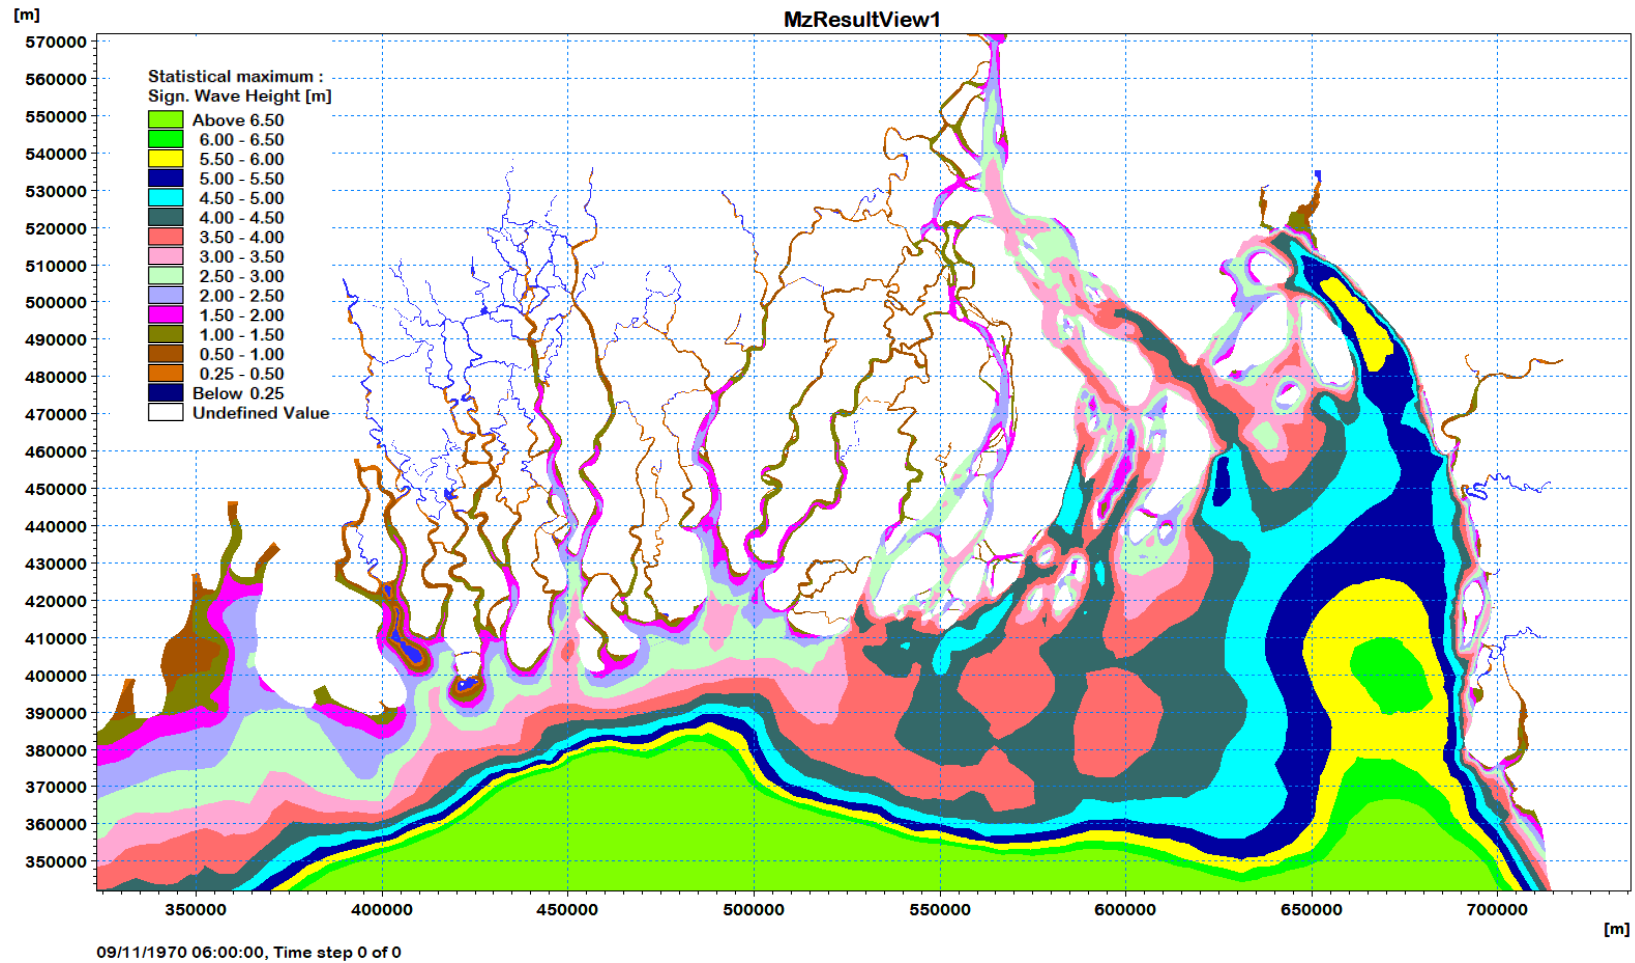 MzResultView1
[m]
570000
560000
550000
540000
530000
520000
510000
500000
490000
480000
470000
460000
450000
440000
430000
420000
410000
400000
390000
380000
370000
360000
350000
Statistical maximum :
Sign. Wave Height [m]
Above 6.50
6.00 - 6.50
5.50 - 6.00
5.00 - 5.50
4.50 - 5.00
4.00 - 4.50
3.50 - 4.00
3.00 - 3.50
2.50 - 3.00
2.00 - 2.50
1.50 - 2.00
1.00 - 1.50
0.50 - 1.00
0.25 - 0.50
Below 0.25
Undefined Value
350000 400000 450000 500000 550000 600000 650000 700000
[m]
09/11/1970 06:00:00, Time step 0 of 0